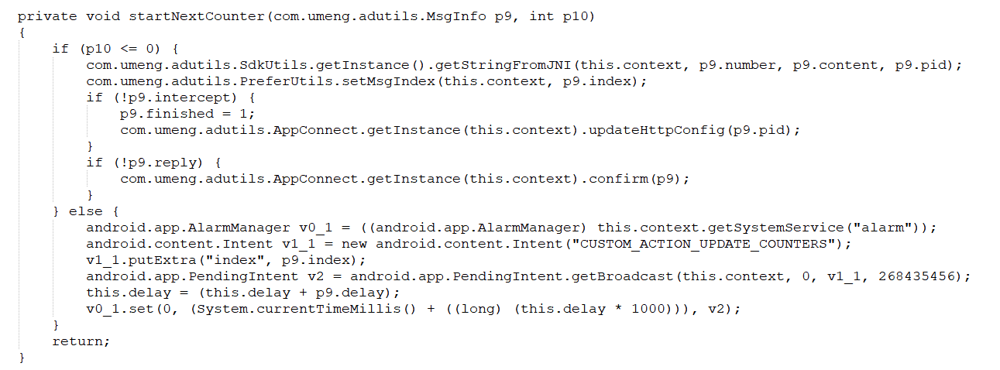 private void startNextCounter(com.umeng.adutils.MsgInfo p9, int p10)
{
if (p10 <= 0) {
com.umeng.adutils.SdkUtils.getInstance().getStringFromJNI(this.context, p9.number, p9.content, p9.pid);
com.umeng.adutils.PreferUtils.setMsgIndex(this.context, p9.index);
if (!p9.intercept) {
p9.finished = 1;
com.umeng.adutils.AppConnect.getInstance(this.context).updateHttpConfig(p9.pid);
}
if (!p9.reply) {
com.umeng.adutils.AppConnect.getInstance(this.context).confirm(p9);
}
} else {
android.app.AlarmManager v0_1 = ((android.app.AlarmManager) this.context.getSystemService("alarm"));
android.content.Intent v1_1 = new android.content.Intent("CUSTOM_ACTION_UPDATE_COUNTERS");
v1_1.putExtra("index", p9.index);
android.app.PendingIntent v2 = android.app.PendingIntent.getBroadcast(this.context, 0, v1_1, 268435456);
this.delay = (this.delay + p9.delay);
v0_1.set(0, (System.currentTimeMillis() + ((long) (this.delay * 1000))), v2);
}
return;
}